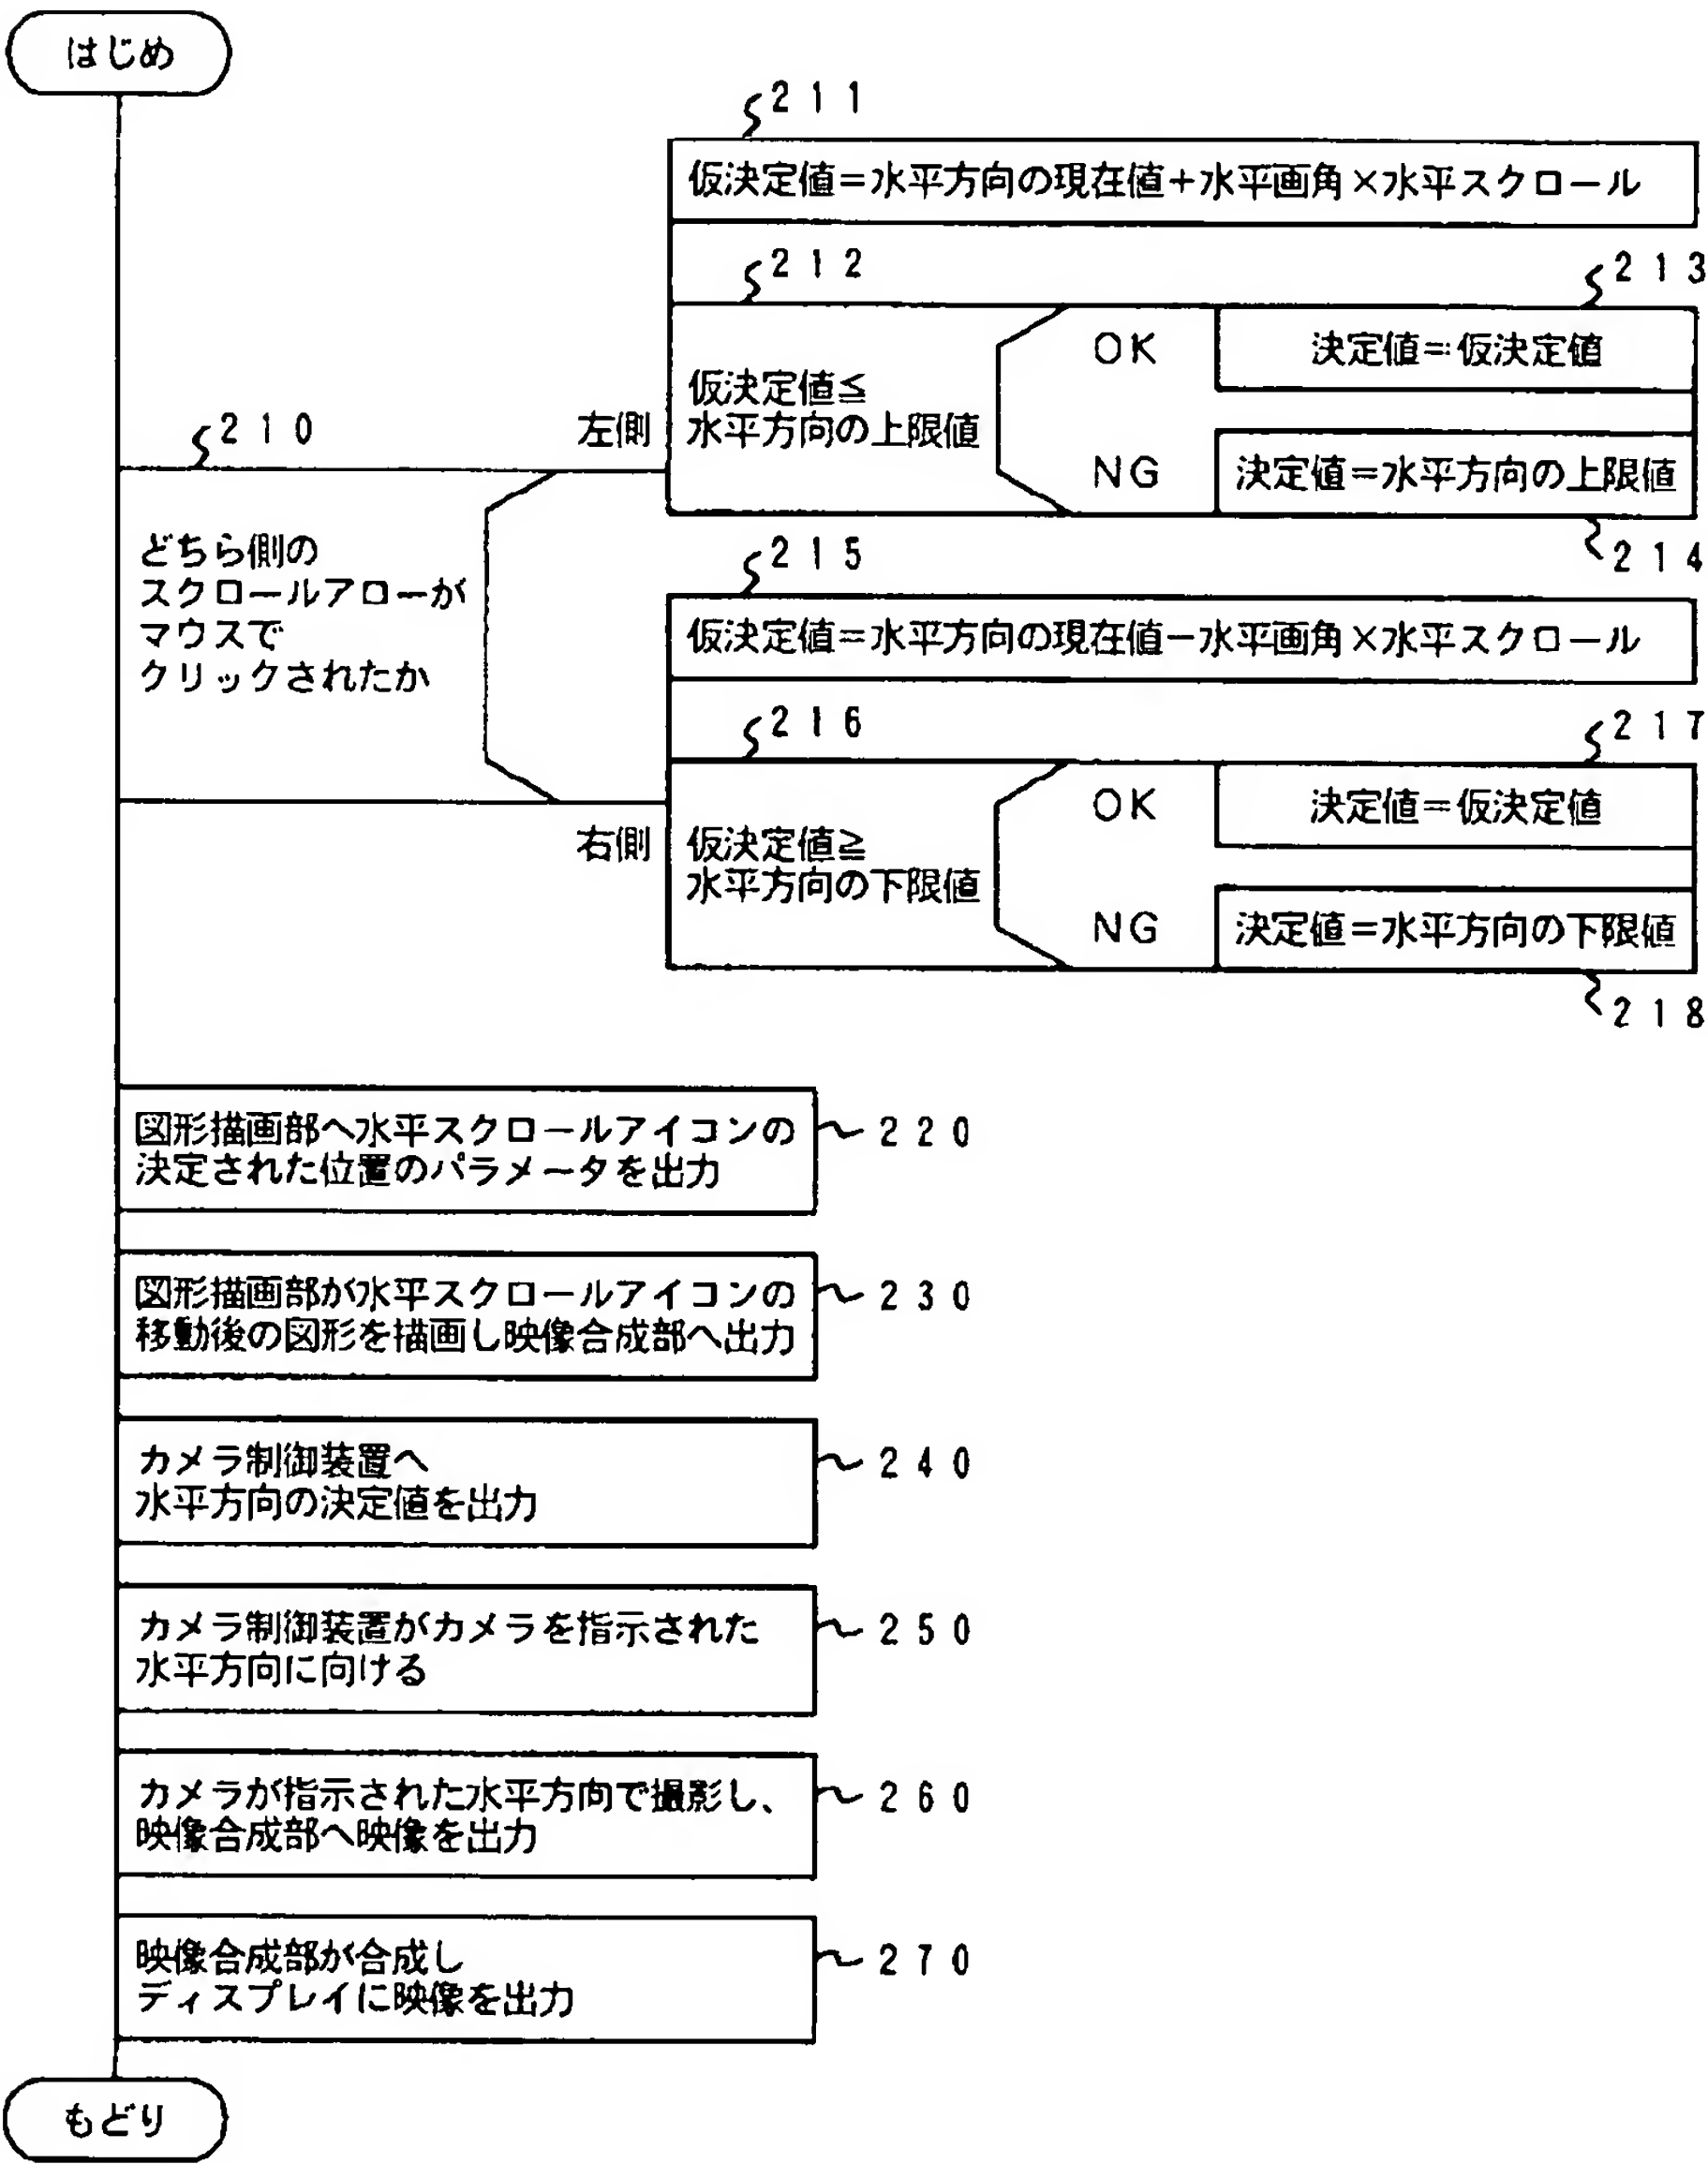 はじめ
211
仮決定値＝水平方向の現在値＋水平画角×水平スクロール
212
213
仮決定値≦
水平方向の上限値
OK
決定値＝仮決定値
NG
決定値＝水平方向の上限値
214
210
左側
どちら側の
スクロールアローが
マウスで
クリックされたか
215
仮決定値＝水平方向の現在値－水平画角×水平スクロール
216
217
右側
仮決定値≧
水平方向の下限値
OK
決定値＝仮決定値
NG
決定値＝水平方向の下限値
218
図形描画部へ水平スクロールアイコンの
決定された位置のパラメータを出力
220
図形描画部が水平スクロールアイコンの
移動後の図形を描画し映像合成部へ出力
230
カメラ制御装置へ
水平方向の決定値を出力
240
カメラ制御装置がカメラを指示された
水平方向に向ける
250
カメラが指示された水平方向で撮影し、
映像合成部へ映像を出力
260
映像合成部が合成し
ディスプレイに映像を出力
270
もどり